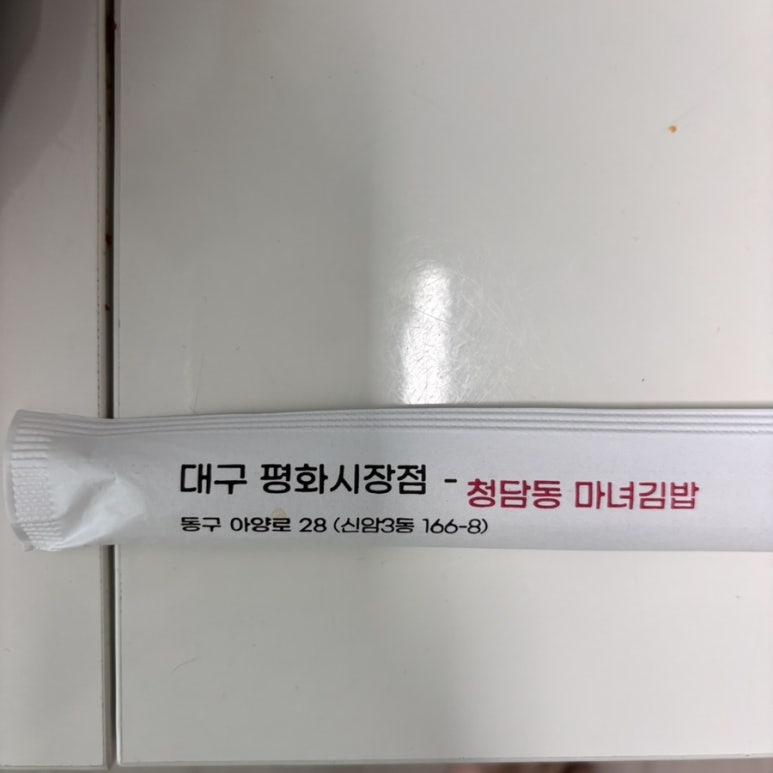 대구 평화시장점 - 청담동 마녀김밥
동구 아양로 28 (신암3동 166-8)